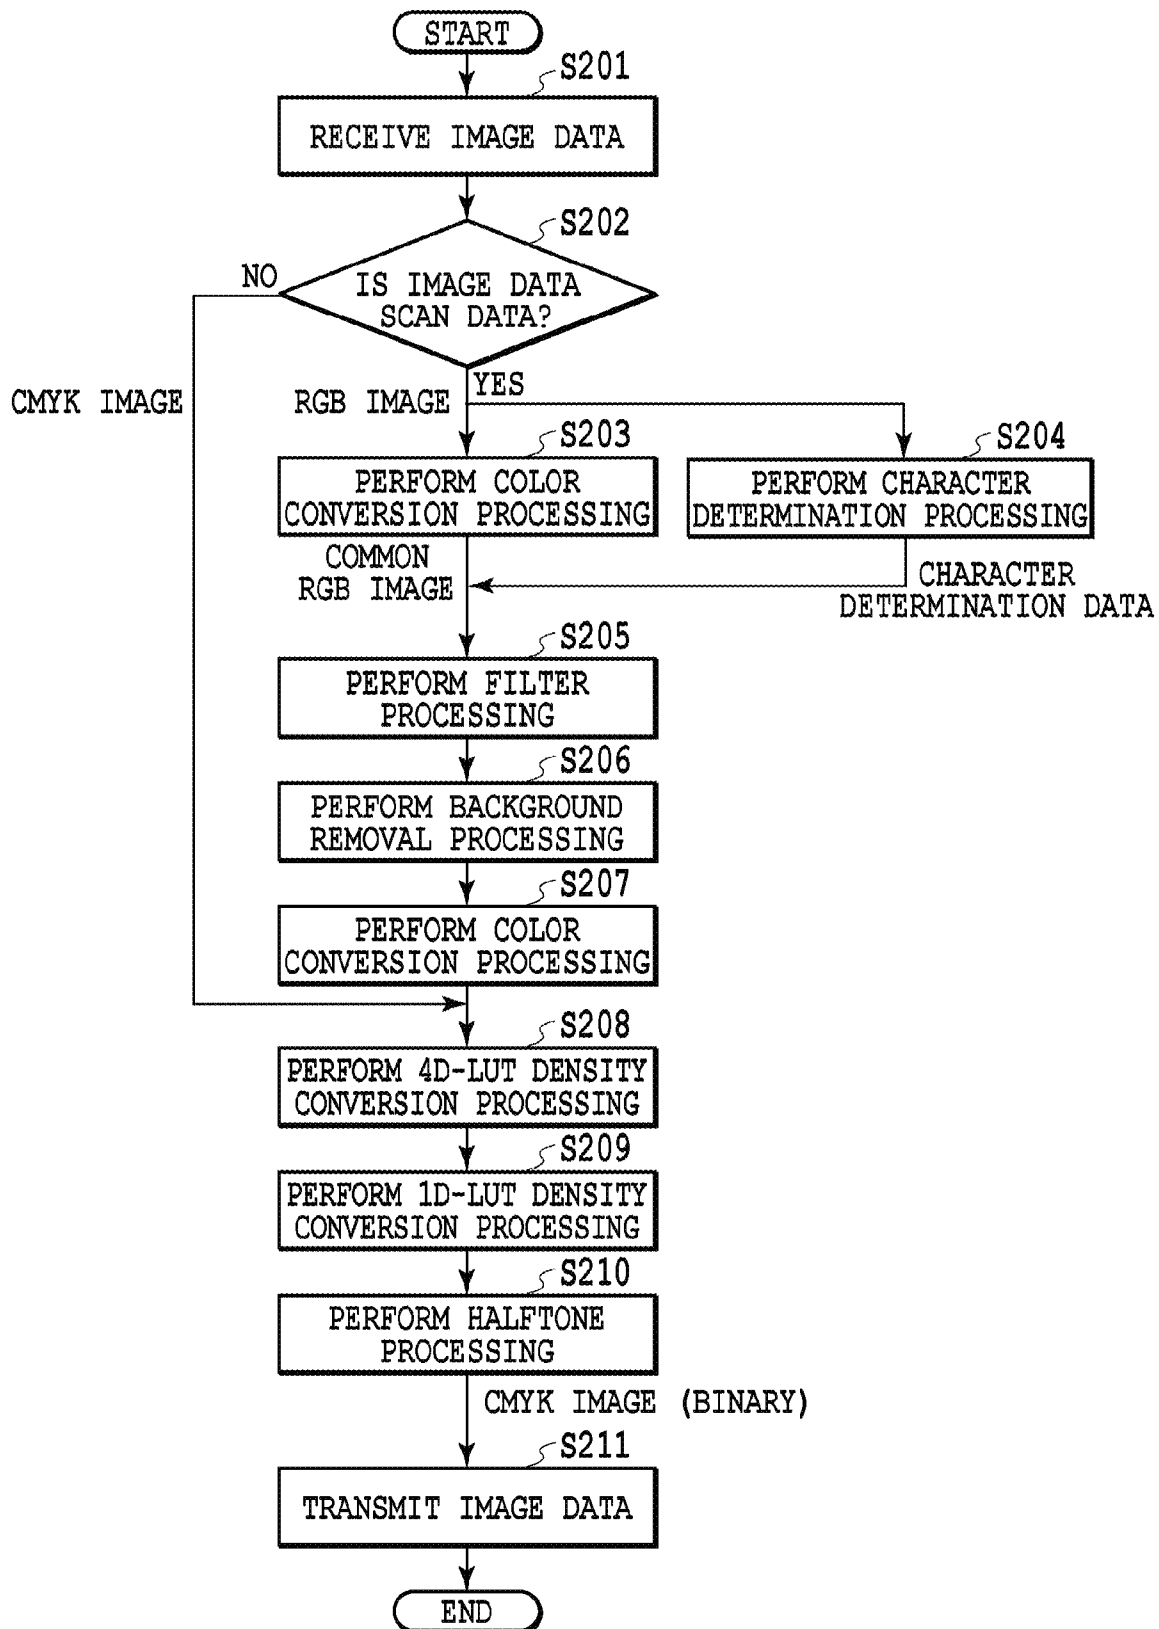 START
S201
RECEIVE IMAGE DATA
S202
NO
IS IMAGE DATA
SCAN DATA?
YES
CMYK IMAGE
RGB IMAGE
S203
S204
PERFORM COLOR
CONVERSION PROCESSING
PERFORM CHARACTER
DETERMINATION PROCESSING
COMMON
RGB IMAGE
CHARACTER
DETERMINATION DATA
S205
PERFORM FILTER
PROCESSING
S206
PERFORM BACKGROUND
REMOVAL PROCESSING
S207
PERFORM COLOR
CONVERSION PROCESSING
S208
PERFORM 4D-LUT DENSITY
CONVERSION PROCESSING
S209
PERFORM 1D-LUT DENSITY
CONVERSION PROCESSING
S210
PERFORM HALFTONE
PROCESSING
CMYK IMAGE (BINARY)
S211
TRANSMIT IMAGE DATA
END